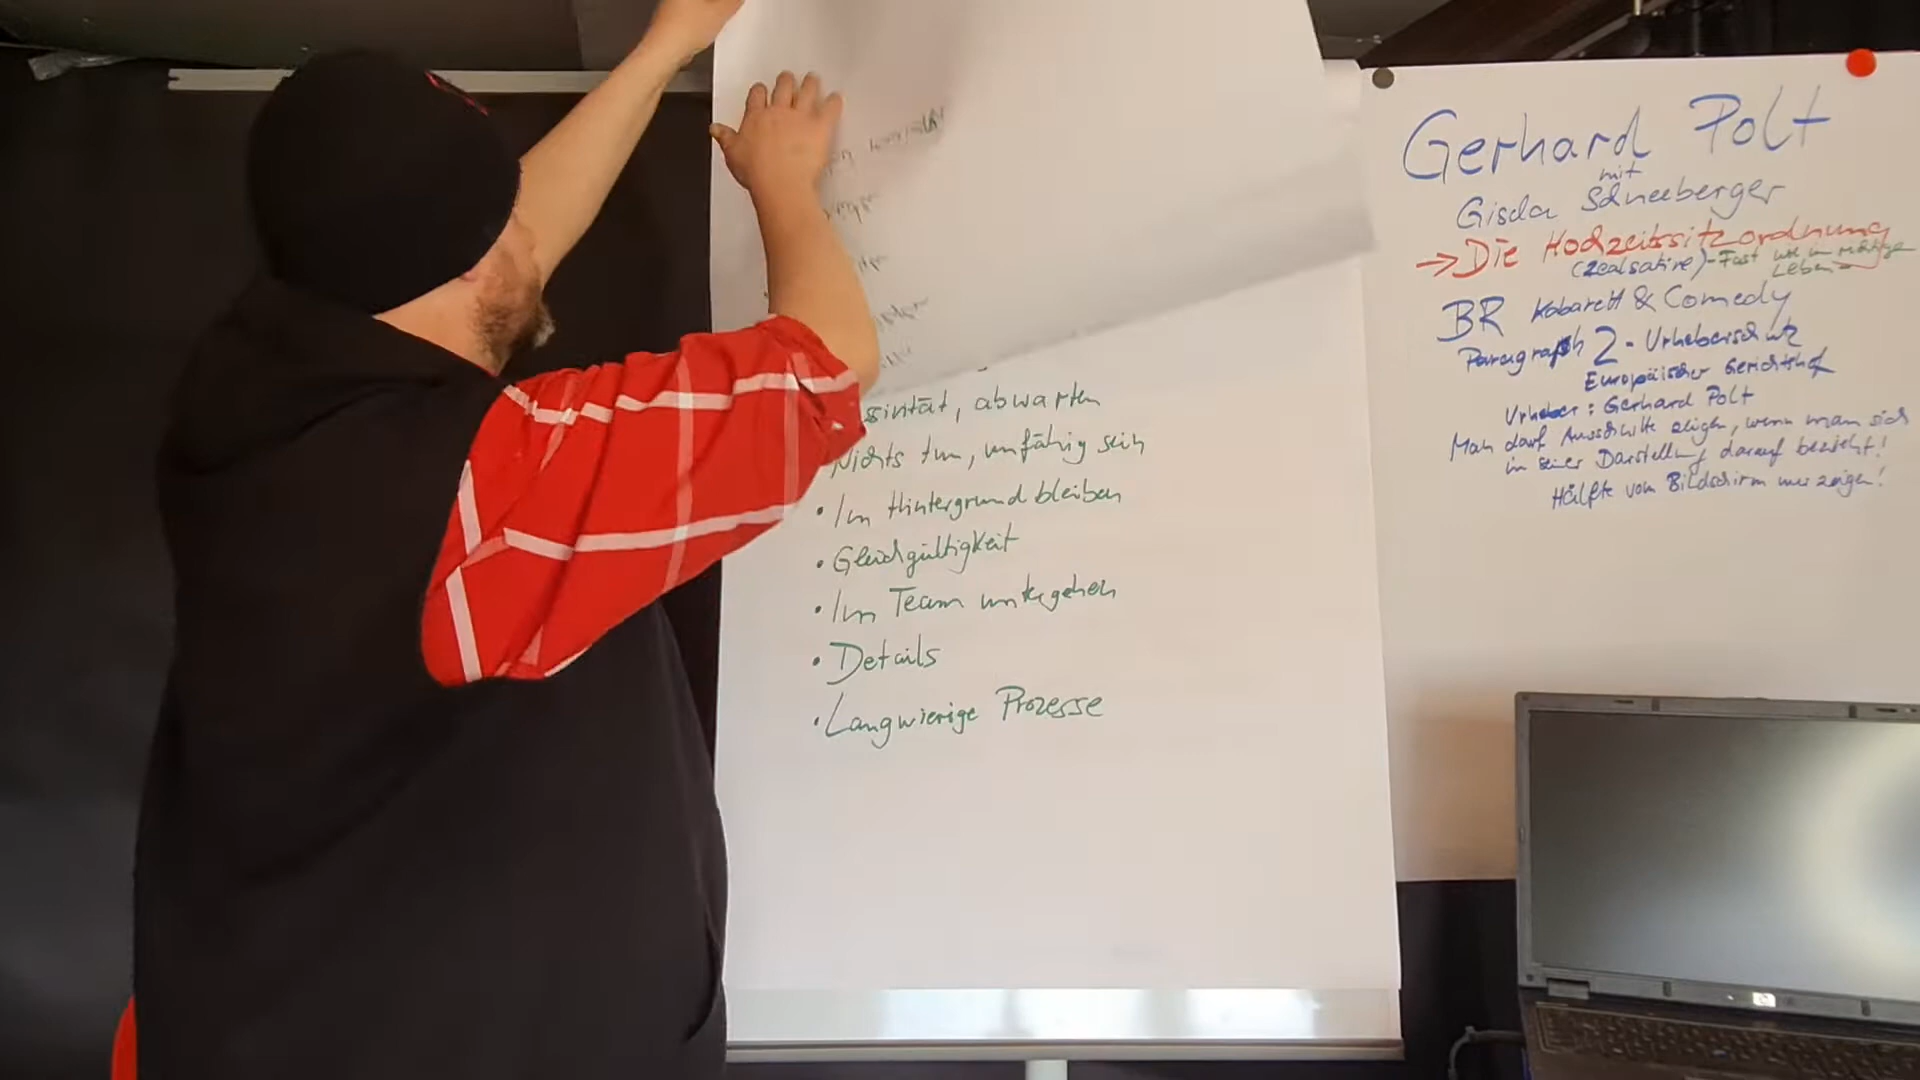 ssivität, abwarten
Nichts tun, unfähig sein
• Im Hintergrund bleiben
• Gleichgültigkeit
• Im Team untergehen
• Details
• Langwierige Prozesse
Gerhard Polt
mit
Gisela Schneeberger
→ Die Hochzeitssitzordnung
(Realsatire) - Fast wie im richtigen
Leben -
BR Kabarett & Comedy
Paragraph 2 - Urheberschutz
Europäischer Gerichtshof
Urheber: Gerhard Polt
Man darf Ausschnitte zeigen, wenn man sich
in seiner Darstellung darauf bezieht!
Hälfte vom Bildschirm nur zeigen!